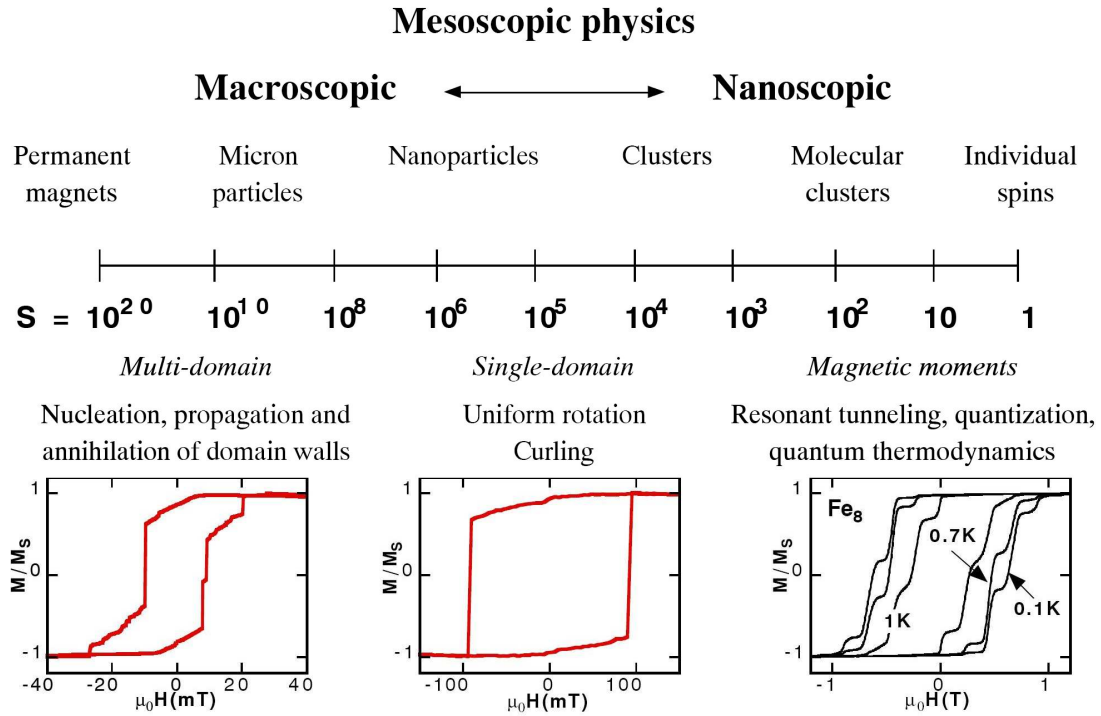 Mesoscopic physics
Macroscopic Nanoscopic
Permanent magnets
Micron particles
Nanoparticles
Clusters
Molecular clusters
Individual spins
S = 10^20 10^10 10^8 10^6 10^5 10^4 10^3 10^2 10 1
Multi-domain
Nucleation, propagation and
annihilation of domain walls
Single-domain
Uniform rotation
Curling
Magnetic moments
Resonant tunneling, quantization,
quantum thermodynamics
M/M_S
1
0
-1
-40 -20 0 20 40
μ₀H(mT)
M/M_S
1
0
-1
-100 0 100
μ₀H(mT)
M/M_S
1
0
-1
Fe₈
0.7K
1K
0.1K
-1 0 1
μ₀H(T)